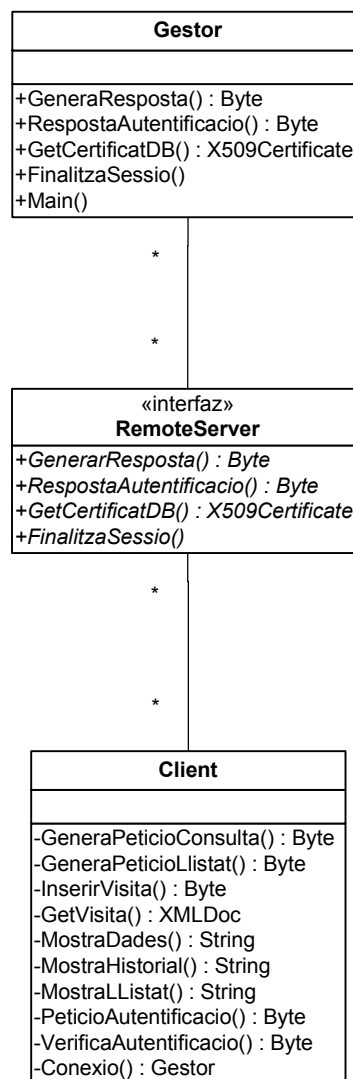 Gestor
+GeneraResposta() : Byte
+RespostaAutentificacio() : Byte
+GetCertificatDB() : X509Certificate
+FinalitzaSessio()
+Main()
*
*
«interfaz»
RemoteServer
+GenerarResposta() : Byte
+RespostaAutentificacio() : Byte
+GetCertificatDB() : X509Certificate
+FinalitzaSessio()
*
*
Client
-GeneraPeticioConsulta() : Byte
-GeneraPeticioLlistat() : Byte
-InserirVisita() : Byte
-GetVisita() : XMLDoc
-MostraDades() : String
-MostraHistorial() : String
-MostraLListat() : String
-PeticioAutentificacio() : Byte
-VerificaAutentificacio() : Byte
-Conexio() : Gestor